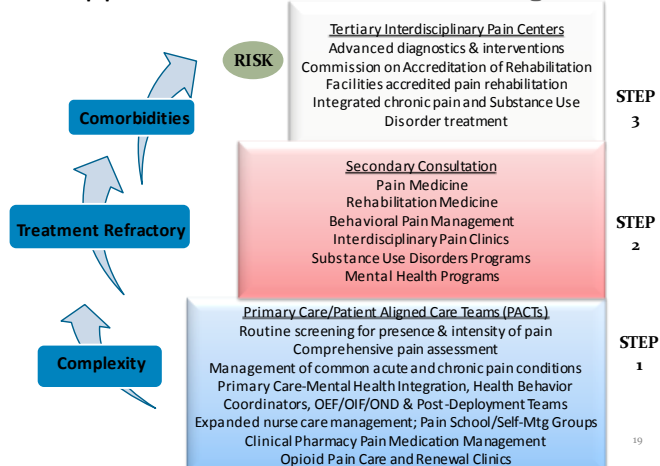 RISK
Tertiary Interdisciplinary Pain Centers
Advanced diagnostics & interventions
Commission on Accreditation of Rehabilitation
Facilities accredited pain rehabilitation
Integrated chronic pain and Substance Use
Disorder treatment
STEP
3
Comorbidities
Secondary Consultation
Pain Medicine
Rehabilitation Medicine
Behavioral Pain Management
Interdisciplinary Pain Clinics
Substance Use Disorders Programs
Mental Health Programs
STEP
2
Treatment Refractory
Primary Care/Patient Aligned Care Teams (PACTs)
Routine screening for presence & intensity of pain
Comprehensive pain assessment
Management of common acute and chronic pain conditions
Primary Care-Mental Health Integration, Health Behavior
Coordinators, OEF/OIF/OND & Post-Deployment Teams
Expanded nurse care management; Pain School/Self-Mtg Groups
Clinical Pharmacy Pain Medication Management
Opioid Pain Care and Renewal Clinics
STEP
1
Complexity
19